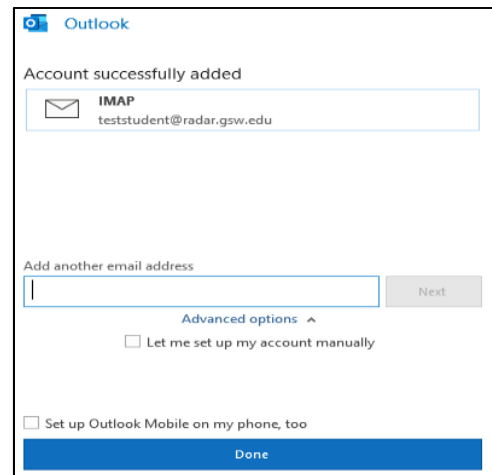 Outlook
Account successfully added
IMAP
teststudent@radar.gsw.edu
Add another email address
Next
Advanced options
Let me set up my account manually
Set up Outlook Mobile on my phone, too
Done